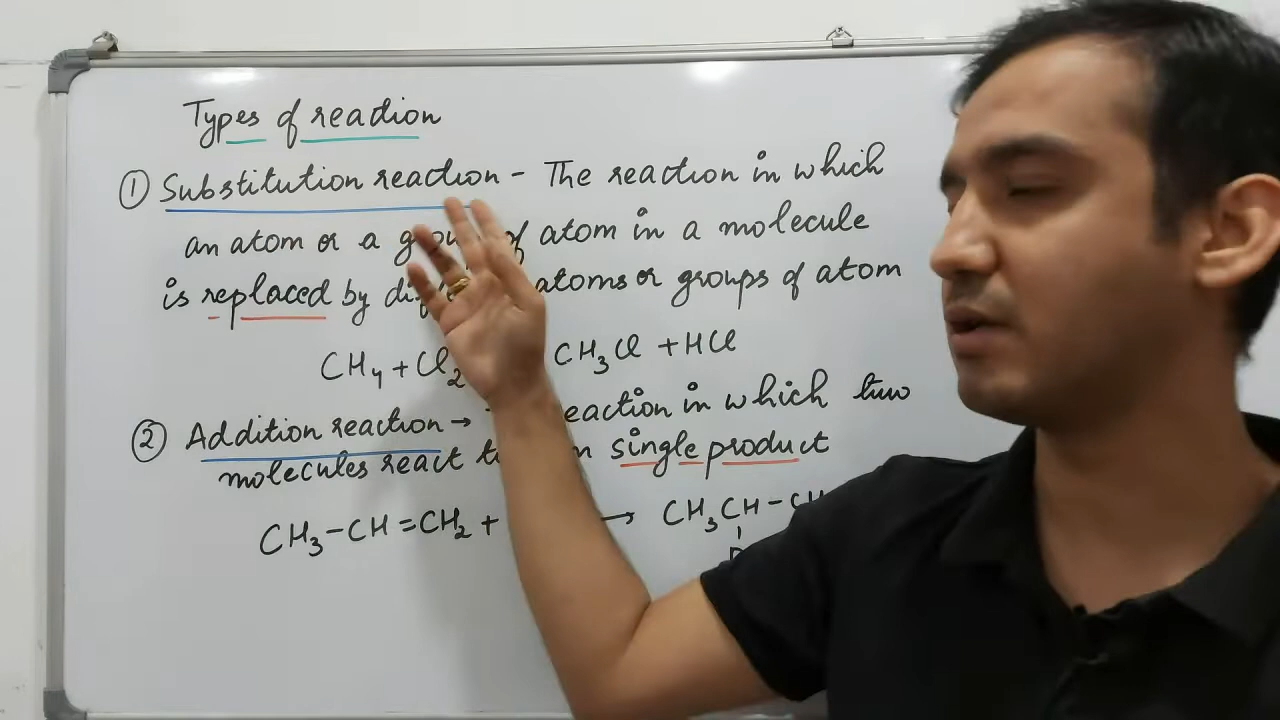 Types of reaction
① Substitution reaction - The reaction in which
an atom or a of atom in a molecule
is replaced by atoms or groups of atom
CH₄ + Cl₂ CH₃Cl + HCl
② Addition reaction → in which two
molecules react single product
CH₃-CH=CH₂ + → CH₃CH-